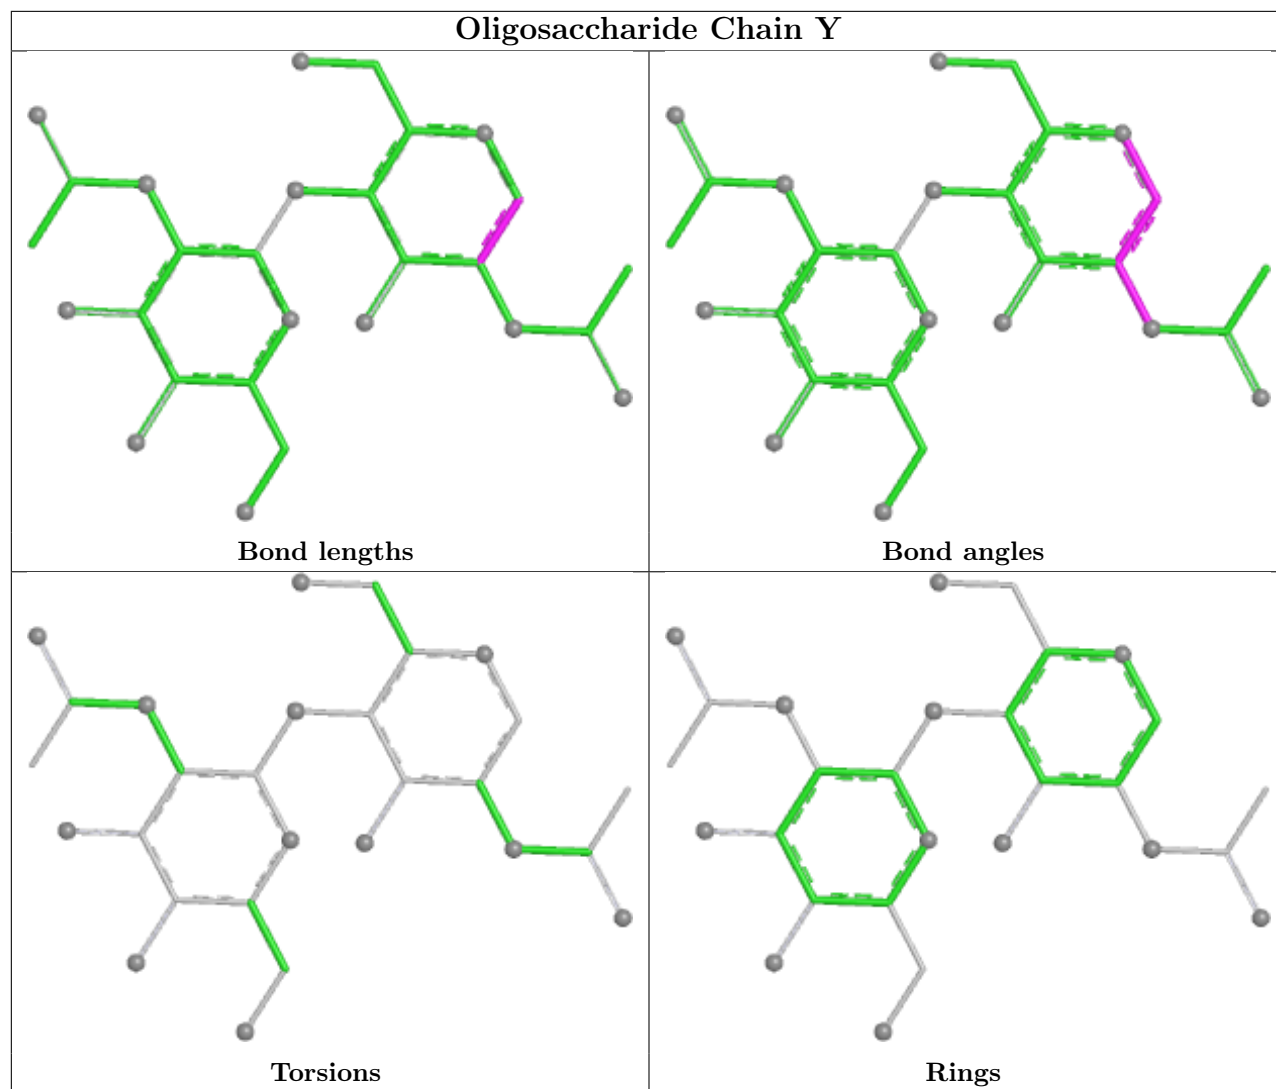 Oligosaccharide Chain Y
Bond lengths
Bond angles
Torsions
Rings